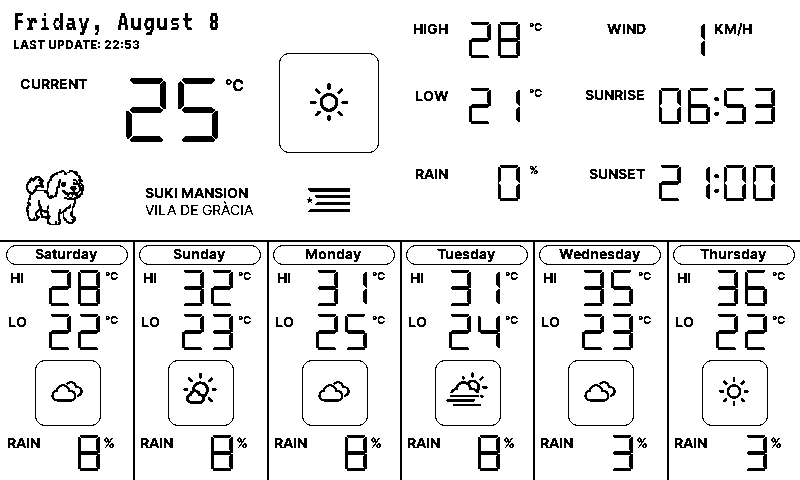 Friday, August 8
LAST UPDATE: 22:53
CURRENT 25 °C
HIGH 28 °C
WIND 1 KM/H
LOW 21 °C
SUNRISE 06:53
RAIN 0 %
SUNSET 21:00
SUKI MANSION
VILA DE GRÀCIA
Saturday
HI 28 °C
LO 22 °C
RAIN 8 %
Sunday
HI 32 °C
LO 23 °C
RAIN 8 %
Monday
HI 31 °C
LO 25 °C
RAIN 8 %
Tuesday
HI 31 °C
LO 24 °C
RAIN 8 %
Wednesday
HI 35 °C
LO 23 °C
RAIN 3 %
Thursday
HI 36 °C
LO 22 °C
RAIN 3 %